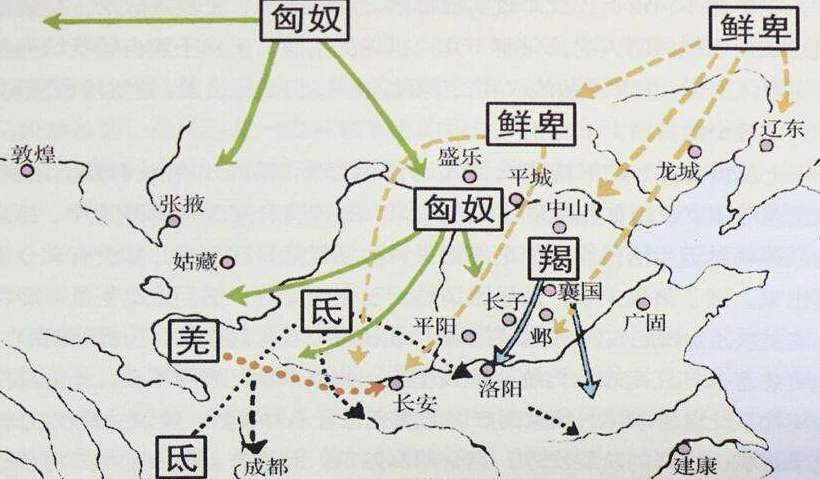 匈奴
鲜卑
鲜卑
辽东
敦煌
盛乐
龙城
平城
张掖
匈奴
中山
姑藏
羯
襄国
氐
长子
广固
羌
平阳
邺
洛阳
长安
氐
成都
建康